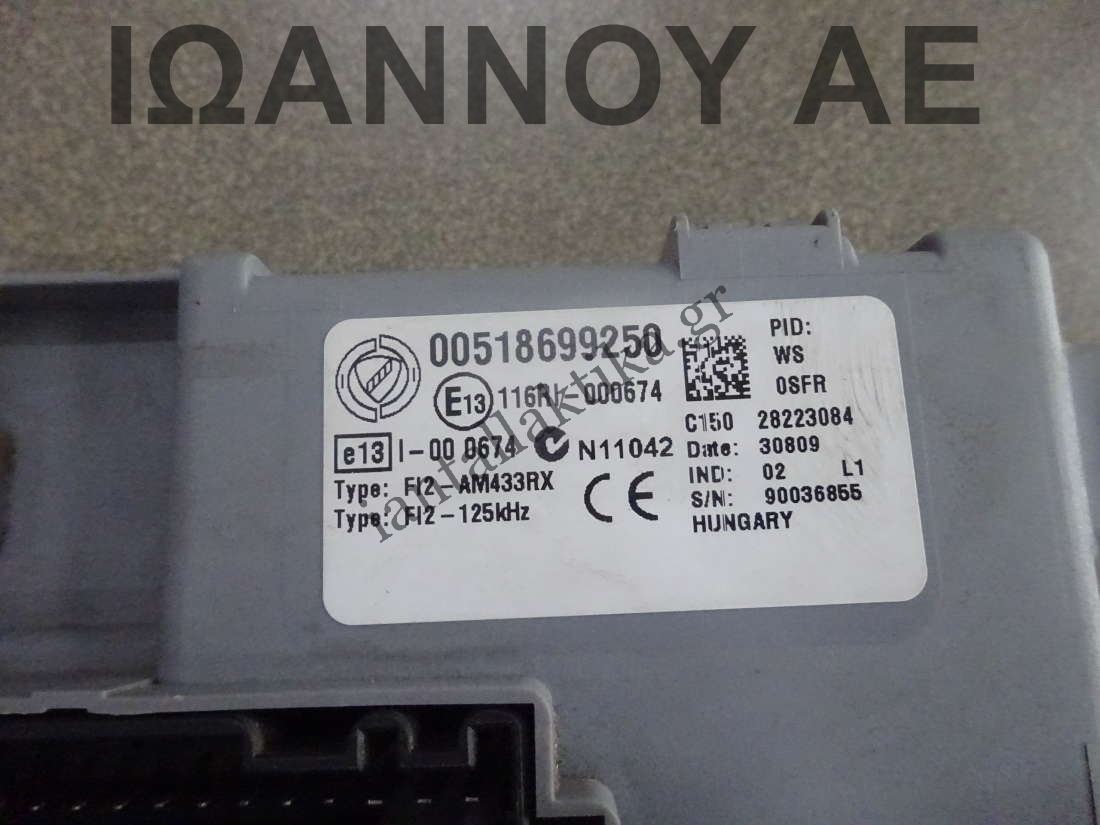 ΙΩΑΝΝΟΥ ΑΕ
00518699250
E13 116RI-000674
e13 I-00 0674 N11042
Type: FI2-AM433RX
Type: FI2-125kHz
CE
PID:
WS
0SFR
C150 28223084
Date: 30809
IND: 02 L1
S/N: 90036855
HUNGARY
iantallaktika.gr